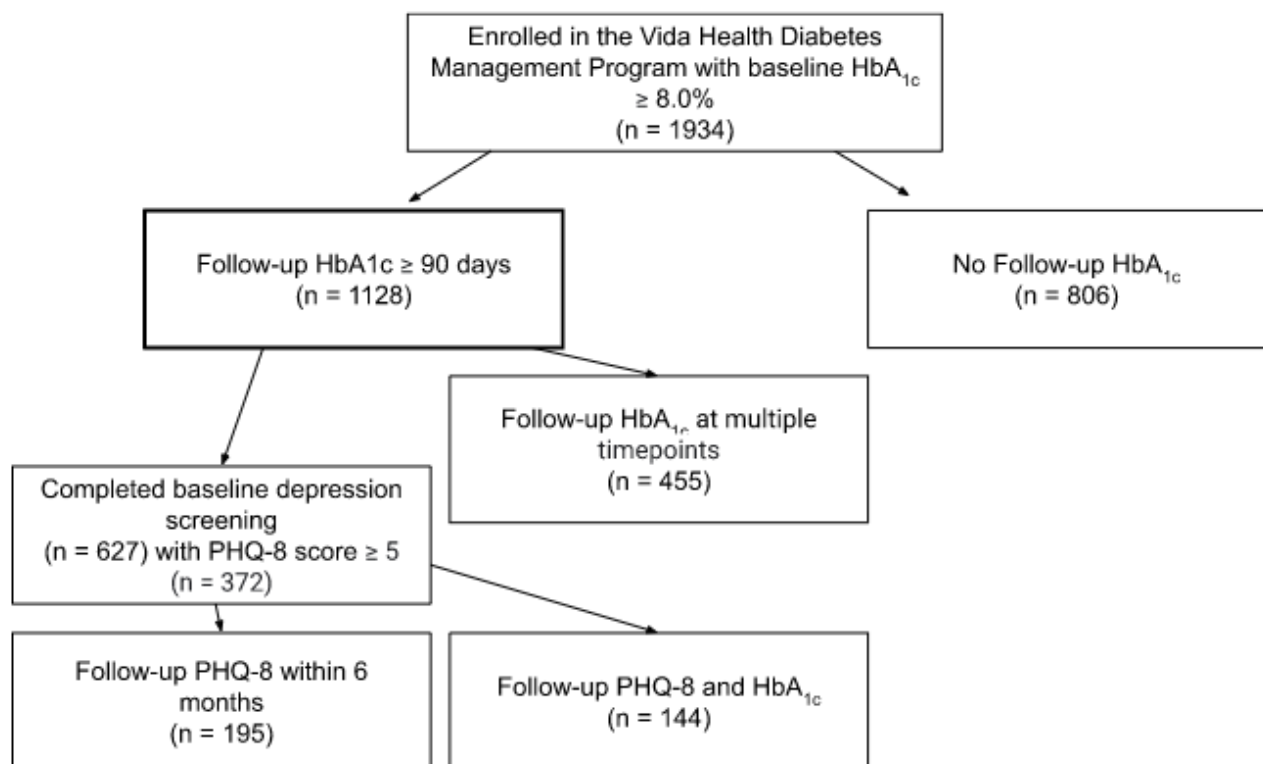 Enrolled in the Vida Health Diabetes
Management Program with baseline HbA1c
≥ 8.0%
(n = 1934)
Follow-up HbA1c ≥ 90 days
(n = 1128)
No Follow-up HbA1c
(n = 806)
Follow-up HbA1c at multiple
timepoints
(n = 455)
Completed baseline depression
screening
(n = 627) with PHQ-8 score ≥ 5
(n = 372)
Follow-up PHQ-8 within 6
months
(n = 195)
Follow-up PHQ-8 and HbA1c
(n = 144)